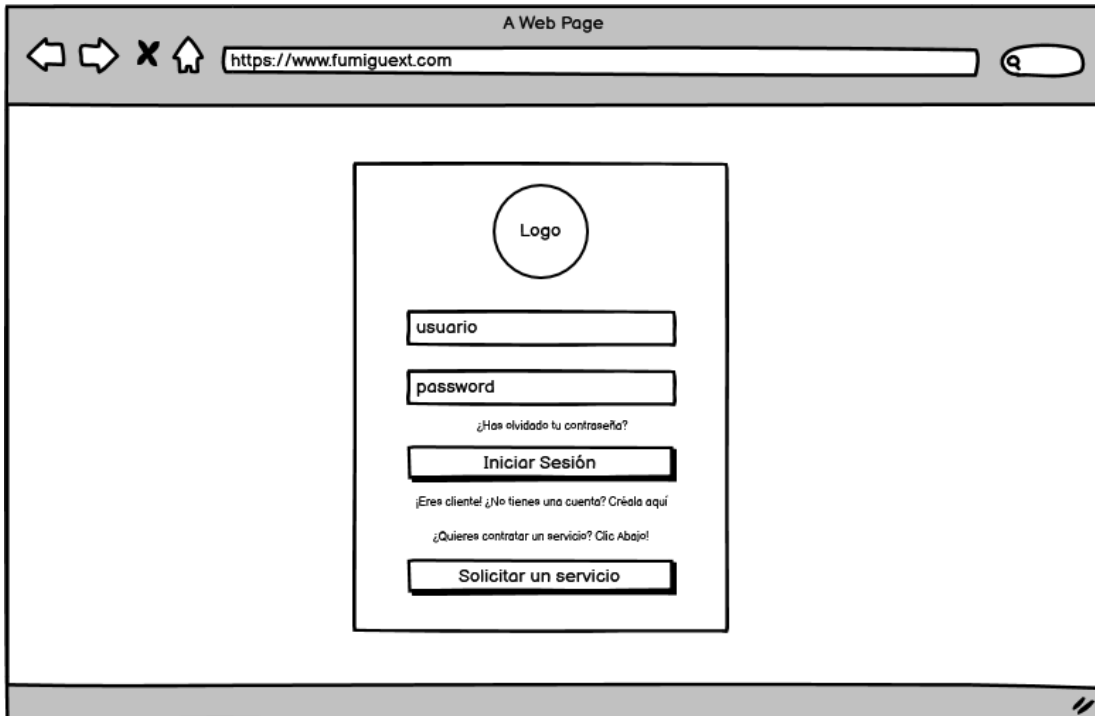 A Web Page
https://www.fumiguext.com
Logo
usuario
password
¿Has olvidado tu contraseña?
Iniciar Sesión
¡Eres cliente! ¿No tienes una cuenta? Créala aquí
¿Quieres contratar un servicio? Clic Abajo!
Solicitar un servicio